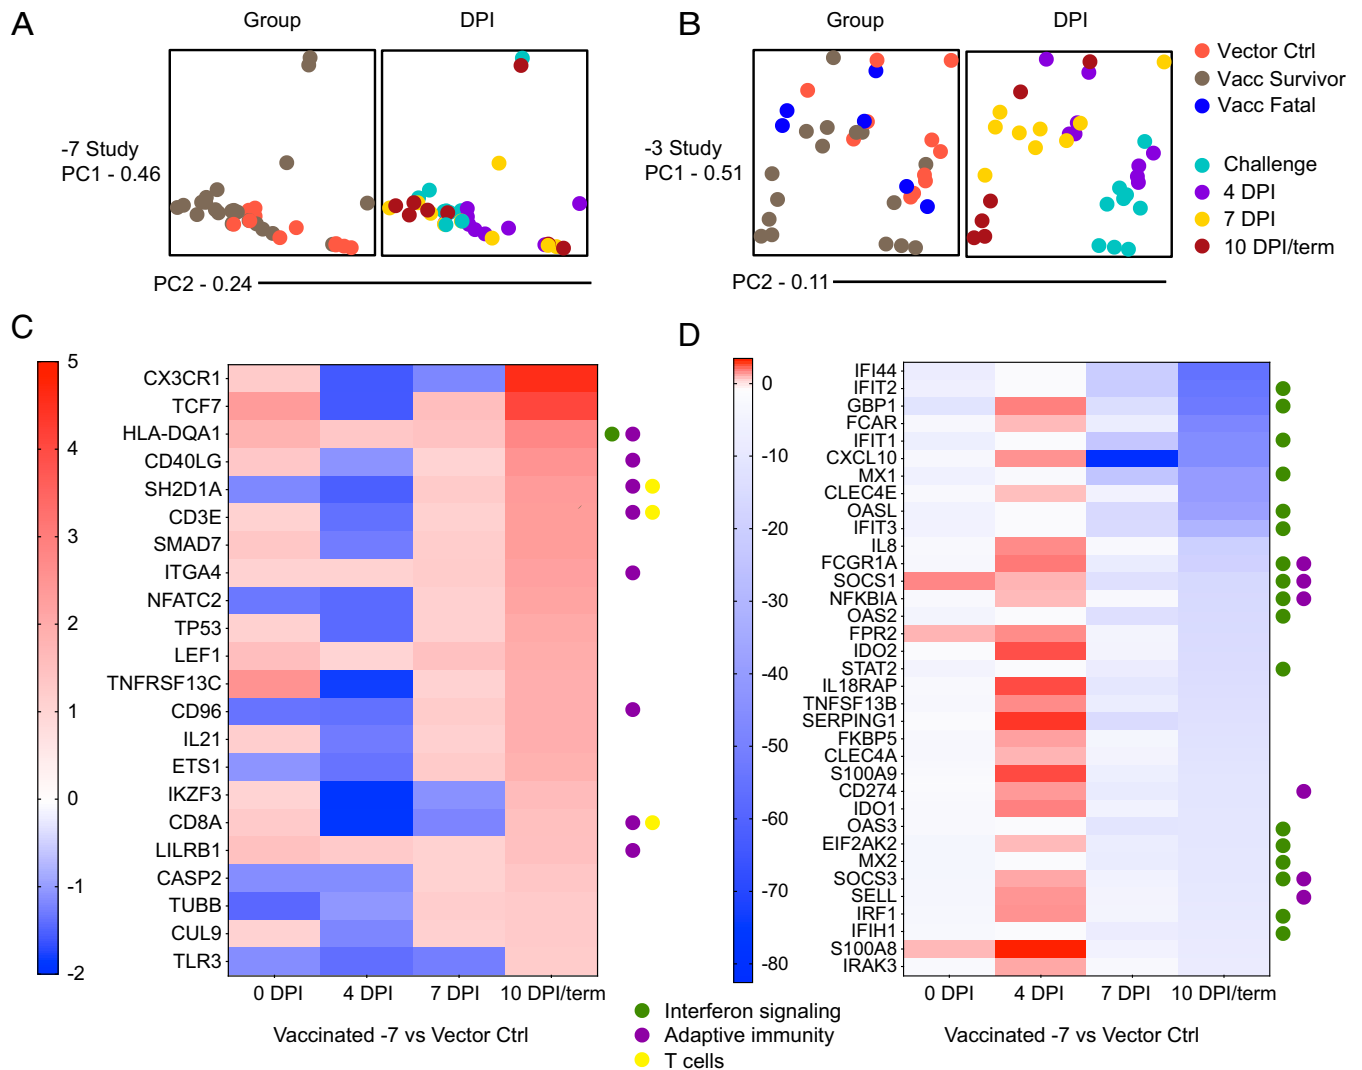 A
Group
DPI
-7 Study
PC1 - 0.46
PC2 - 0.24
B
Group
DPI
-3 Study
PC1 - 0.51
PC2 - 0.11
Vector Ctrl
Vacc Survivor
Vacc Fatal
Challenge
4 DPI
7 DPI
10 DPI/term
C
5
4
3
2
1
0
-1
-2
CX3CR1
TCF7
HLA-DQA1
CD40LG
SH2D1A
CD3E
SMAD7
ITGA4
NFATC2
TP53
LEF1
TNFRSF13C
CD96
IL21
ETS1
IKZF3
CD8A
LILRB1
CASP2
TUBB
CUL9
TLR3
0 DPI
4 DPI
7 DPI
10 DPI/term
Vaccinated -7 vs Vector Ctrl
D
0
-10
-20
-30
-40
-50
-60
-70
-80
IFI44
IFIT2
GBP1
FCAR
IFIT1
CXCL10
MX1
CLEC4E
OASL
IFIT3
IL8
FCGR1A
SOCS1
NFKBIA
OAS2
FPR2
IDO2
STAT2
IL18RAP
TNFSF13B
SERPING1
FKBP5
CLEC4A
S100A9
CD274
IDO1
OAS3
EIF2AK2
MX2
SOCS3
SELL
IRF1
IFIH1
S100A8
IRAK3
0 DPI
4 DPI
7 DPI
10 DPI/term
Vaccinated -7 vs Vector Ctrl
Interferon signaling
Adaptive immunity
T cells